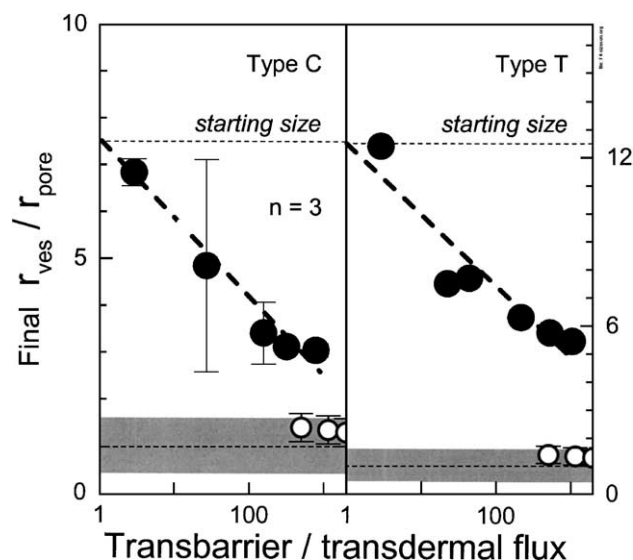 10
Type C
Type T
starting size
starting size
12
n = 3
5
6
0
0
1
100
1
100
Final r_ves / r_pore
Transbarrier / transdermal flux